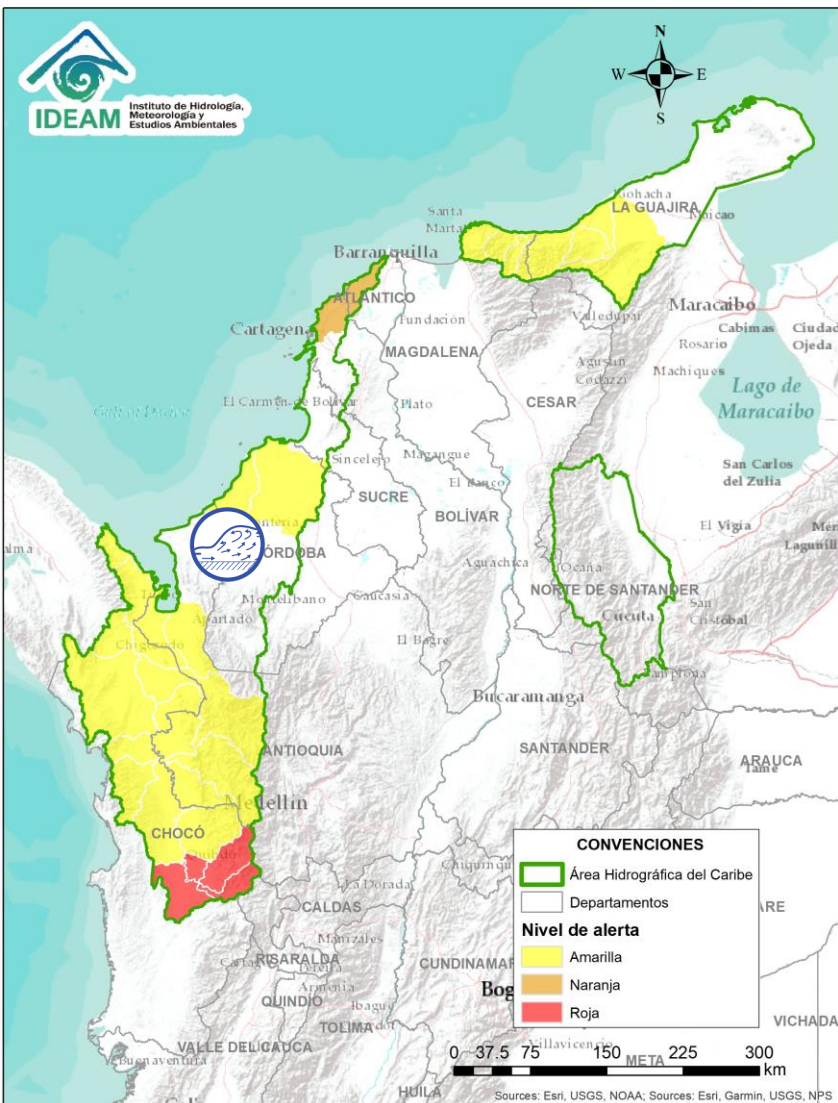 IDEAM
Instituto de Hidrología,
Meteorología y
Estudios Ambientales
N
W E
S
Riohacha
LA GUAJIRA
Maicao
Santa
Marta
Barranquilla
ATLÁNTICO
Maracaibo
Cartagena
Fundación
Valledupar
Cabimas
Ciudad
Ojeda
Rosario
MAGDALENA
Agustín
Codazzi
Machiques
CESAR
Lago de
Maracaibo
El Carmen de Bolívar
Plato
Sincelejo
Magangué
San Carlos
del Zulia
El Banco
SUCRE
BOLÍVAR
El Vigía
CÓRDOBA
Aguachica
Ocaña
NORTE DE SANTANDER
Montelíbano
Caucasia
Cucuta
San
Cristóbal
Apartado
El Bagre
Bucaramanga
ANTIOQUIA
SANTANDER
ARAUCA
Tame
Medellín
CHOCÓ
Quibdó
La Dorada
CALDAS
Manizales
RISARALDA
Pereira
Armenia
QUINDÍO
Ibagué
TOLIMA
VALLE DEL CAUCA
Buenaventura
HUILA
Villavicencio
META
VICHADA
CONVENCIONES
Área Hidrográfica del Caribe
Departamentos
Nivel de alerta
Amarilla
Naranja
Roja
0 37.5 75 150 225 300
km
Sources: Esri, USGS, NOAA; Sources: Esri, Garmin, USGS, NPS